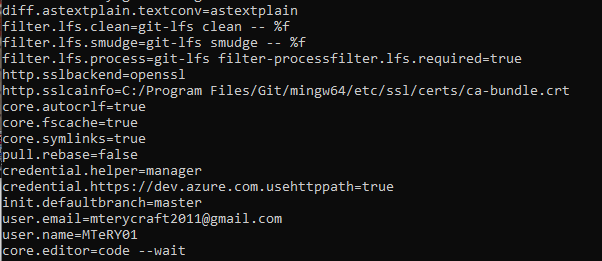 diff.astextplain.textconv=astextplain
filter.lfs.clean=git-lfs clean -- %f
filter.lfs.smudge=git-lfs smudge -- %f
filter.lfs.process=git-lfs filter-processfilter.lfs.required=true
http.sslbackend=openssl
http.sslcainfo=C:/Program Files/Git/mingw64/etc/ssl/certs/ca-bundle.crt
core.autocrlf=true
core.fscache=true
core.symlinks=true
pull.rebase=false
credential.helper=manager
credential.https://dev.azure.com.usehttppath=true
init.defaultbranch=master
user.email=mterycraft2011@gmail.com
user.name=MTeRY01
core.editor=code --wait